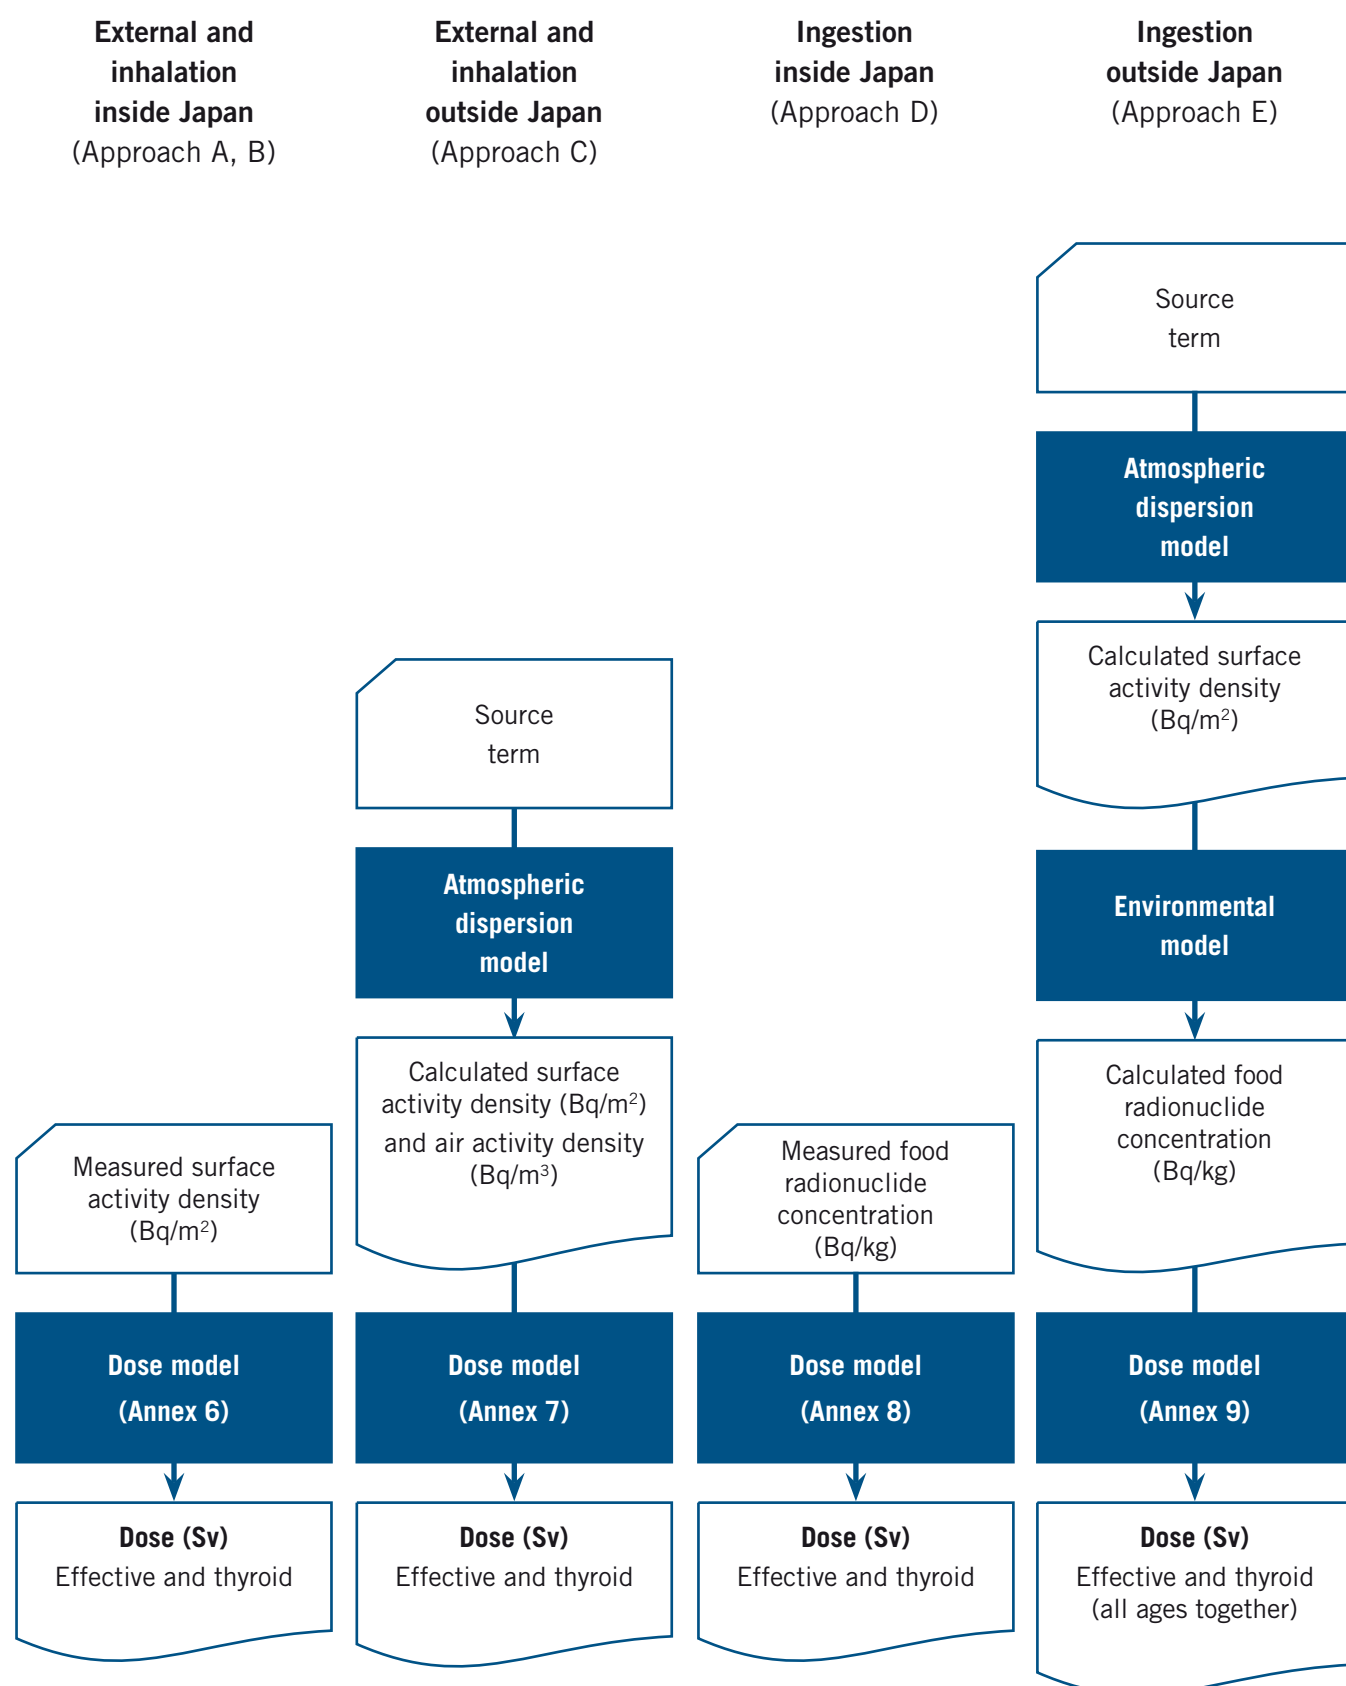 External and
inhalation
inside Japan
(Approach A, B)
External and
inhalation
outside Japan
(Approach C)
Ingestion
inside Japan
(Approach D)
Ingestion
outside Japan
(Approach E)
Measured surface
activity density
(Bq/m²)
Dose model
(Annex 6)
Dose (Sv)
Effective and thyroid
Source
term
Atmospheric
dispersion
model
Calculated surface
activity density (Bq/m²)
and air activity density
(Bq/m³)
Dose model
(Annex 7)
Dose (Sv)
Effective and thyroid
Measured food
radionuclide
concentration
(Bq/kg)
Dose model
(Annex 8)
Dose (Sv)
Effective and thyroid
Source
term
Atmospheric
dispersion
model
Calculated surface
activity density
(Bq/m²)
Environmental
model
Calculated food
radionuclide
concentration
(Bq/kg)
Dose model
(Annex 9)
Dose (Sv)
Effective and thyroid
(all ages together)